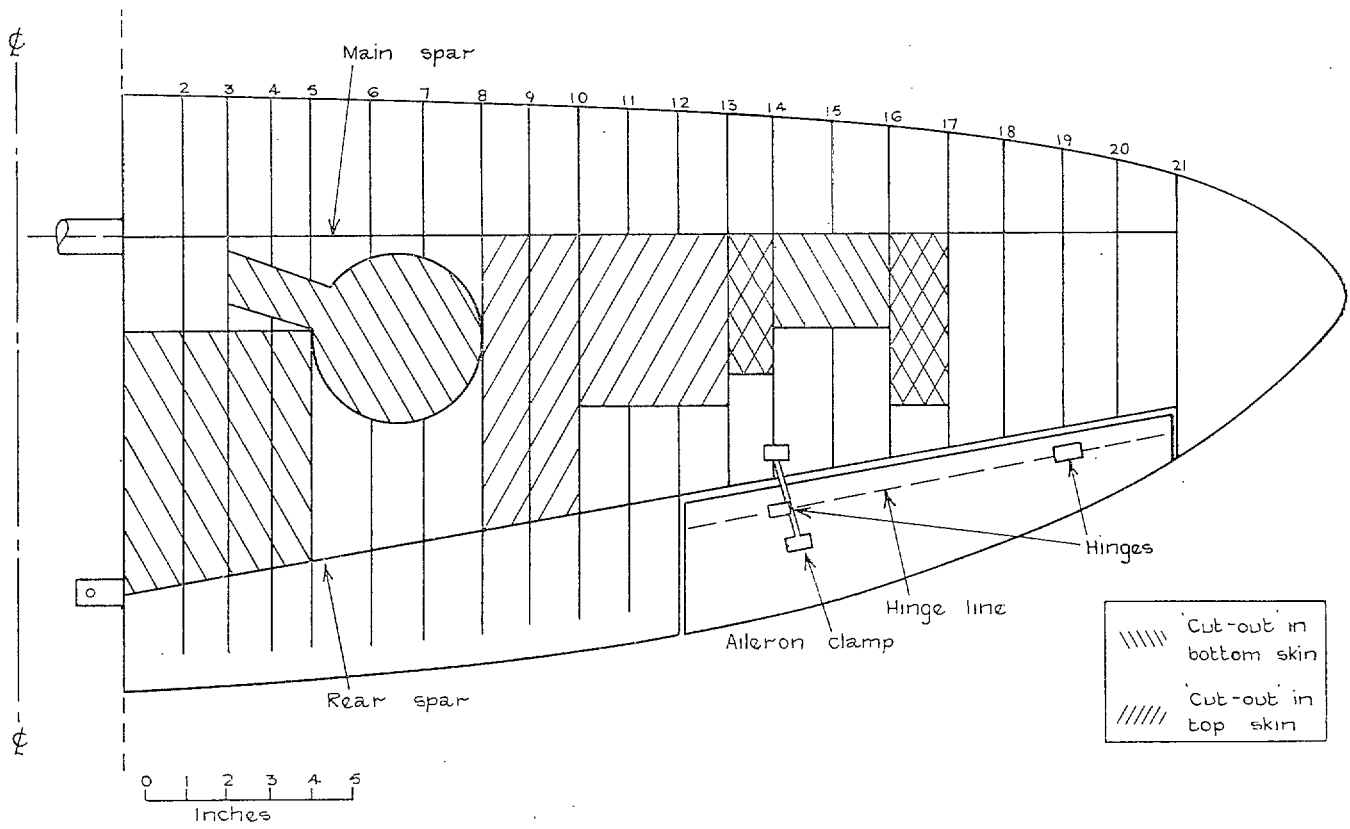 ℄
Main spar
2 3 4 5 6 7 8 9 10 11 12 13 14 15 16 17 18 19 20 21
Hinges
Hinge line
Aileron clamp
Rear spar
'Cut-out' in
bottom skin
'Cut-out' in
top skin
℄
0 1 2 3 4 5
Inches